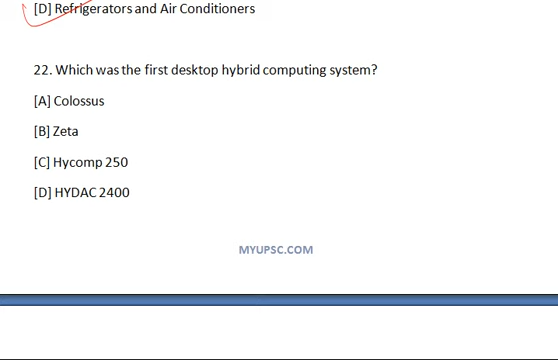 [D] Refrigerators and Air Conditioners
22. Which was the first desktop hybrid computing system?
[A] Colossus
[B] Zeta
[C] Hycomp 250
[D] HYDAC 2400
MYUPSC.COM